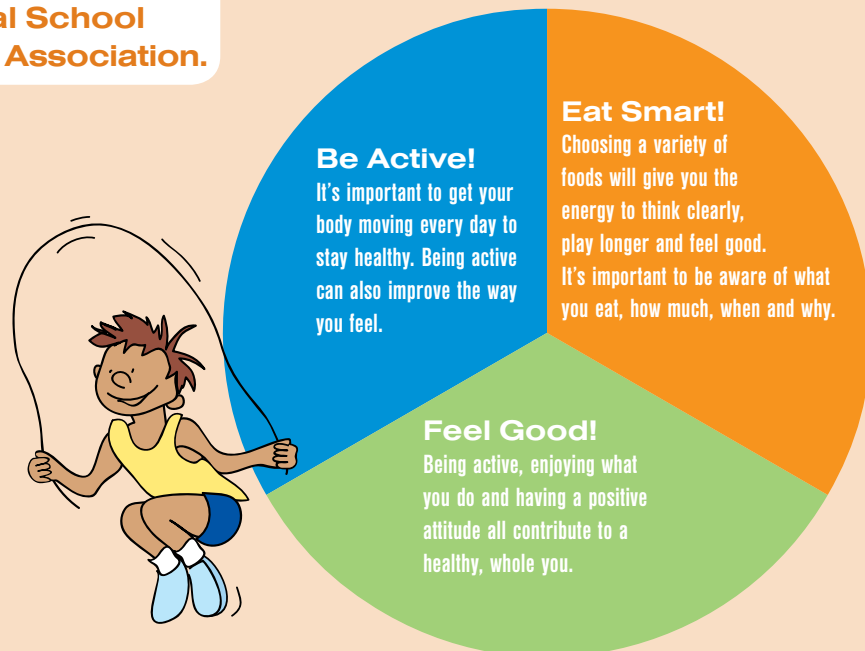 al School
Association.
Be Active!
It's important to get your
body moving every day to
stay healthy. Being active
can also improve the way
you feel.
Eat Smart!
Choosing a variety of
foods will give you the
energy to think clearly,
play longer and feel good.
It's important to be aware of what
you eat, how much, when and why.
Feel Good!
Being active, enjoying what
you do and having a positive
attitude all contribute to a
healthy, whole you.